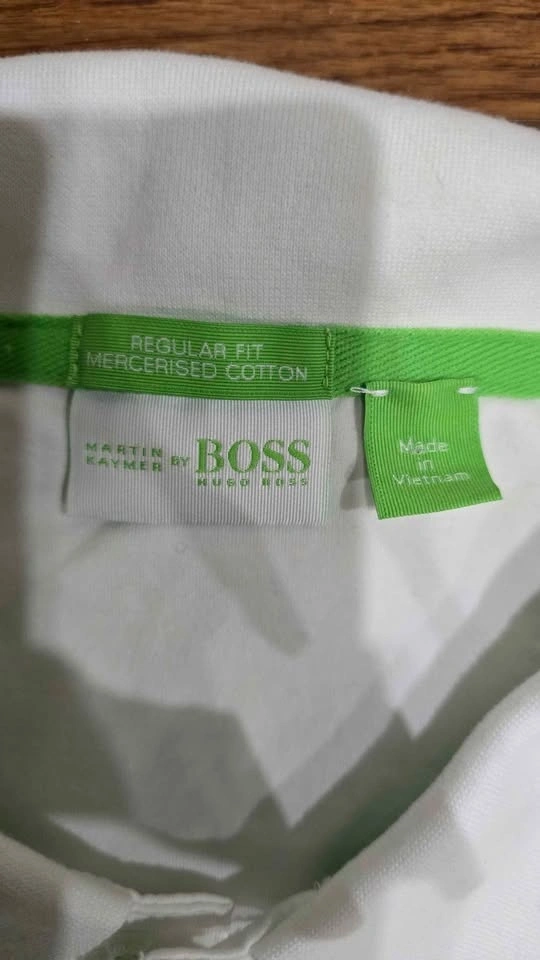 REGULAR FIT
MERCERISED COTTON
MARTIN
KAYMER BY BOSS
HUGO BOSS
Made
in
Vietnam